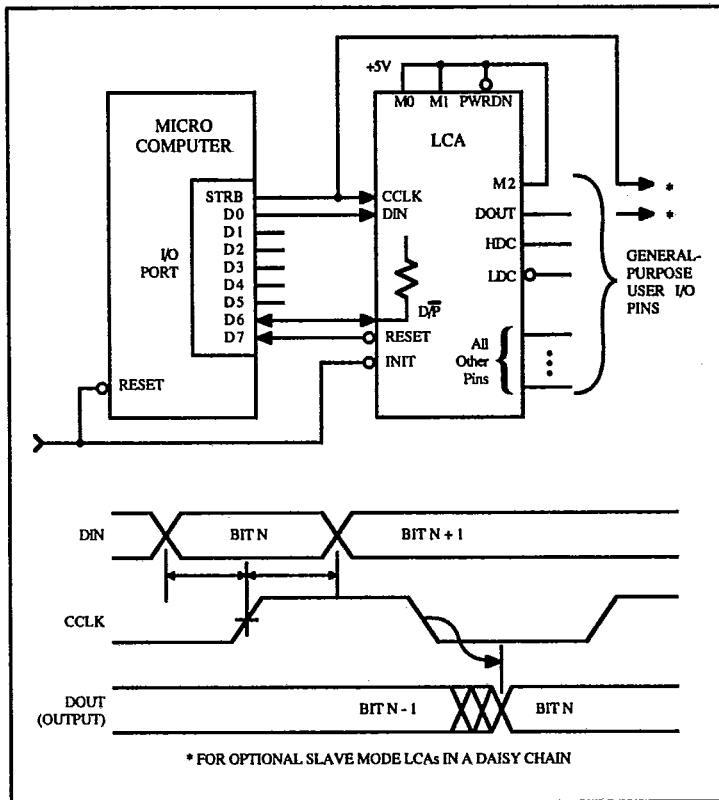 +5V
M0 M1 PWRDN
MICRO
COMPUTER
LCA
STRB
D0
D1
D2
D3
D4
D5
D6
D7
I/O
PORT
RESET
CCLK
DIN
D/P̅
RESET
INIT
M2
DOUT
HDC
LDC
All
Other
Pins
*
*
GENERAL-
PURPOSE
USER I/O
PINS
DIN
BIT N
BIT N + 1
CCLK
DOUT
(OUTPUT)
BIT N - 1
BIT N
* FOR OPTIONAL SLAVE MODE LCAs IN A DAISY CHAIN